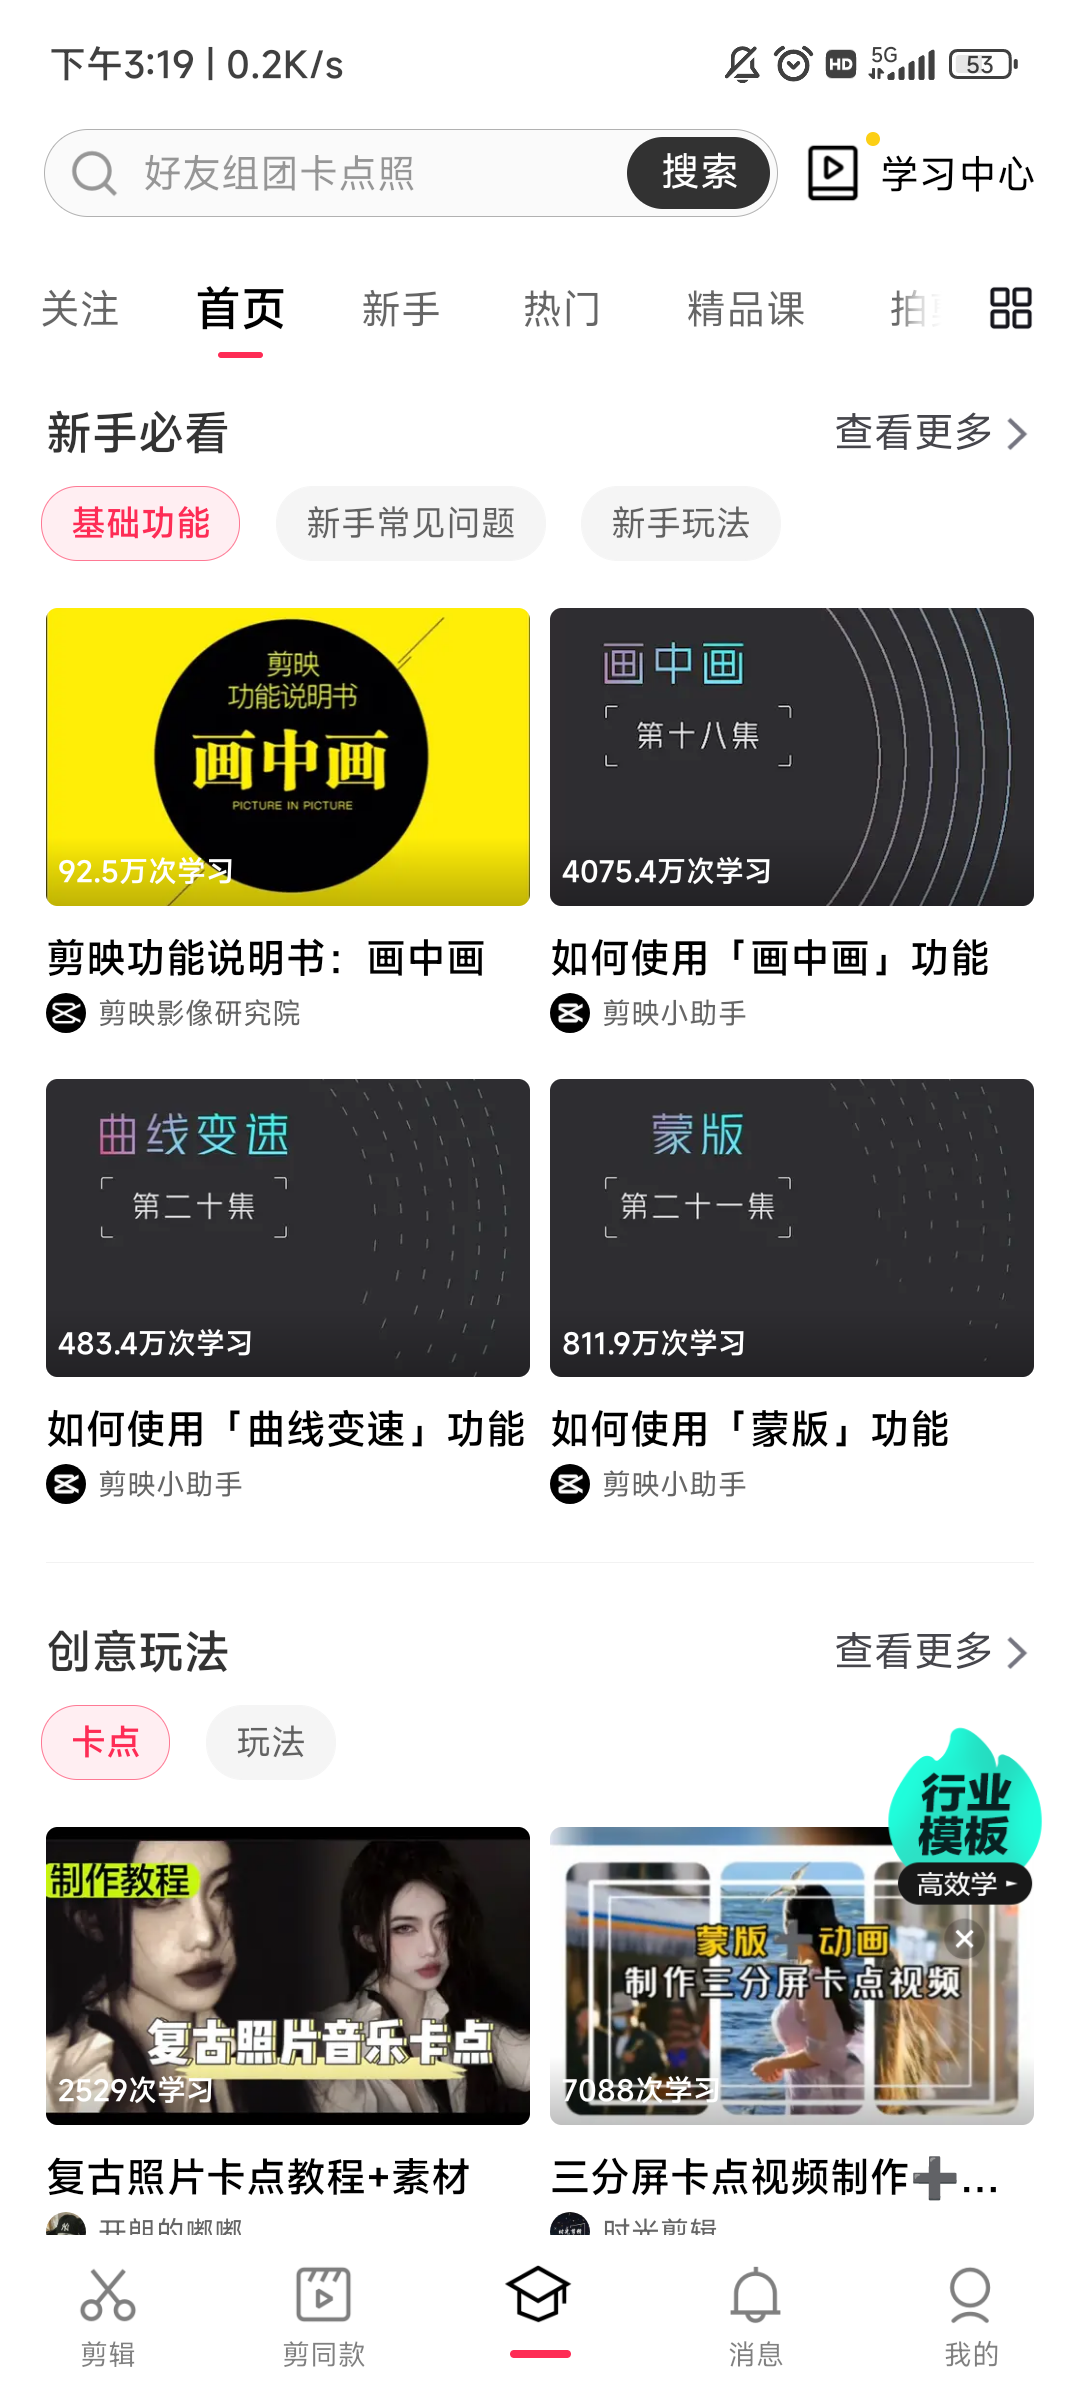 下午3:19 | 0.2K/s
HD
5G
53
好友组团卡点照
搜索
学习中心
关注
首页
新手
热门
精品课
拍
新手必看
查看更多
基础功能
新手常见问题
新手玩法
剪映
功能说明书
画中画
PICTURE IN PICTURE
92.5万次学习
画中画
第十八集
4075.4万次学习
剪映功能说明书：画中画
剪映影像研究院
如何使用「画中画」功能
剪映小助手
曲线变速
第二十集
483.4万次学习
蒙版
第二十一集
811.9万次学习
如何使用「曲线变速」功能
剪映小助手
如何使用「蒙版」功能
剪映小助手
创意玩法
查看更多
卡点
玩法
行业
模板
高效学
制作教程
复古照片音乐卡点
2529次学习
蒙版➕动画
制作三分屏卡点视频
7088次学习
复古照片卡点教程+素材
开朗的嘟嘟
三分屏卡点视频制作➕...
时光剪辑
剪辑
剪同款
消息
我的